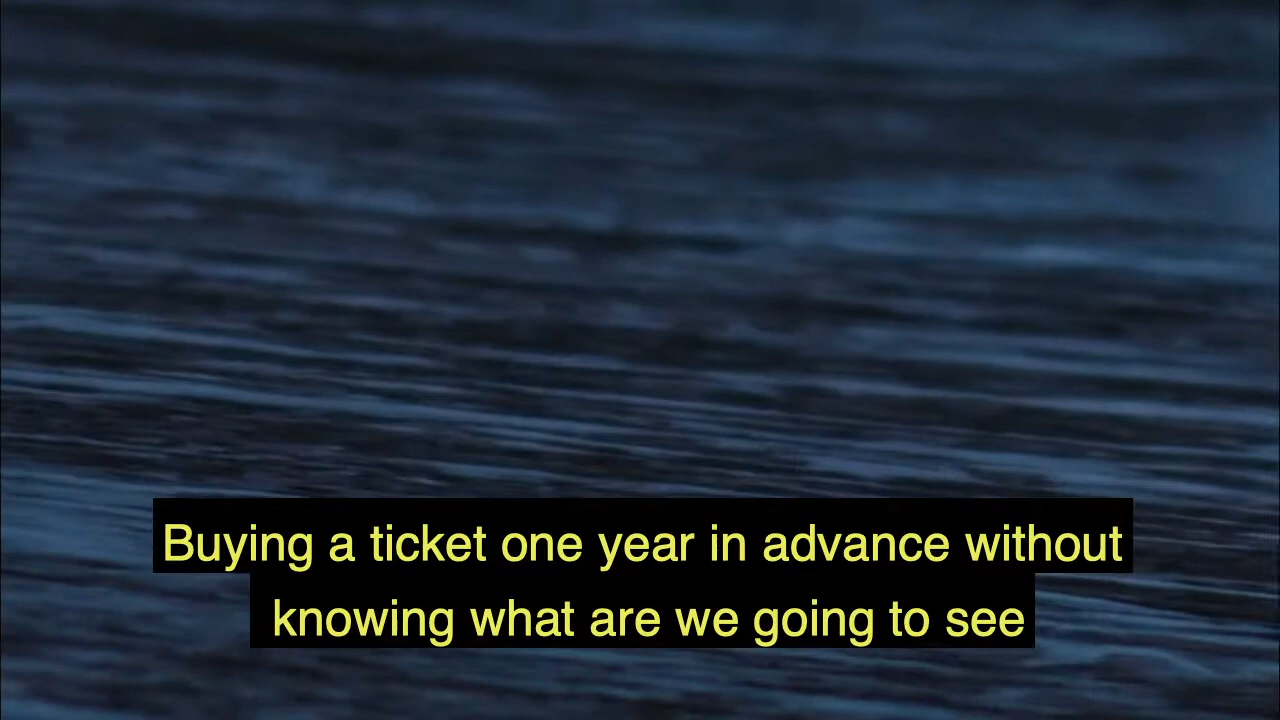 Buying a ticket one year in advance without
knowing what are we going to see